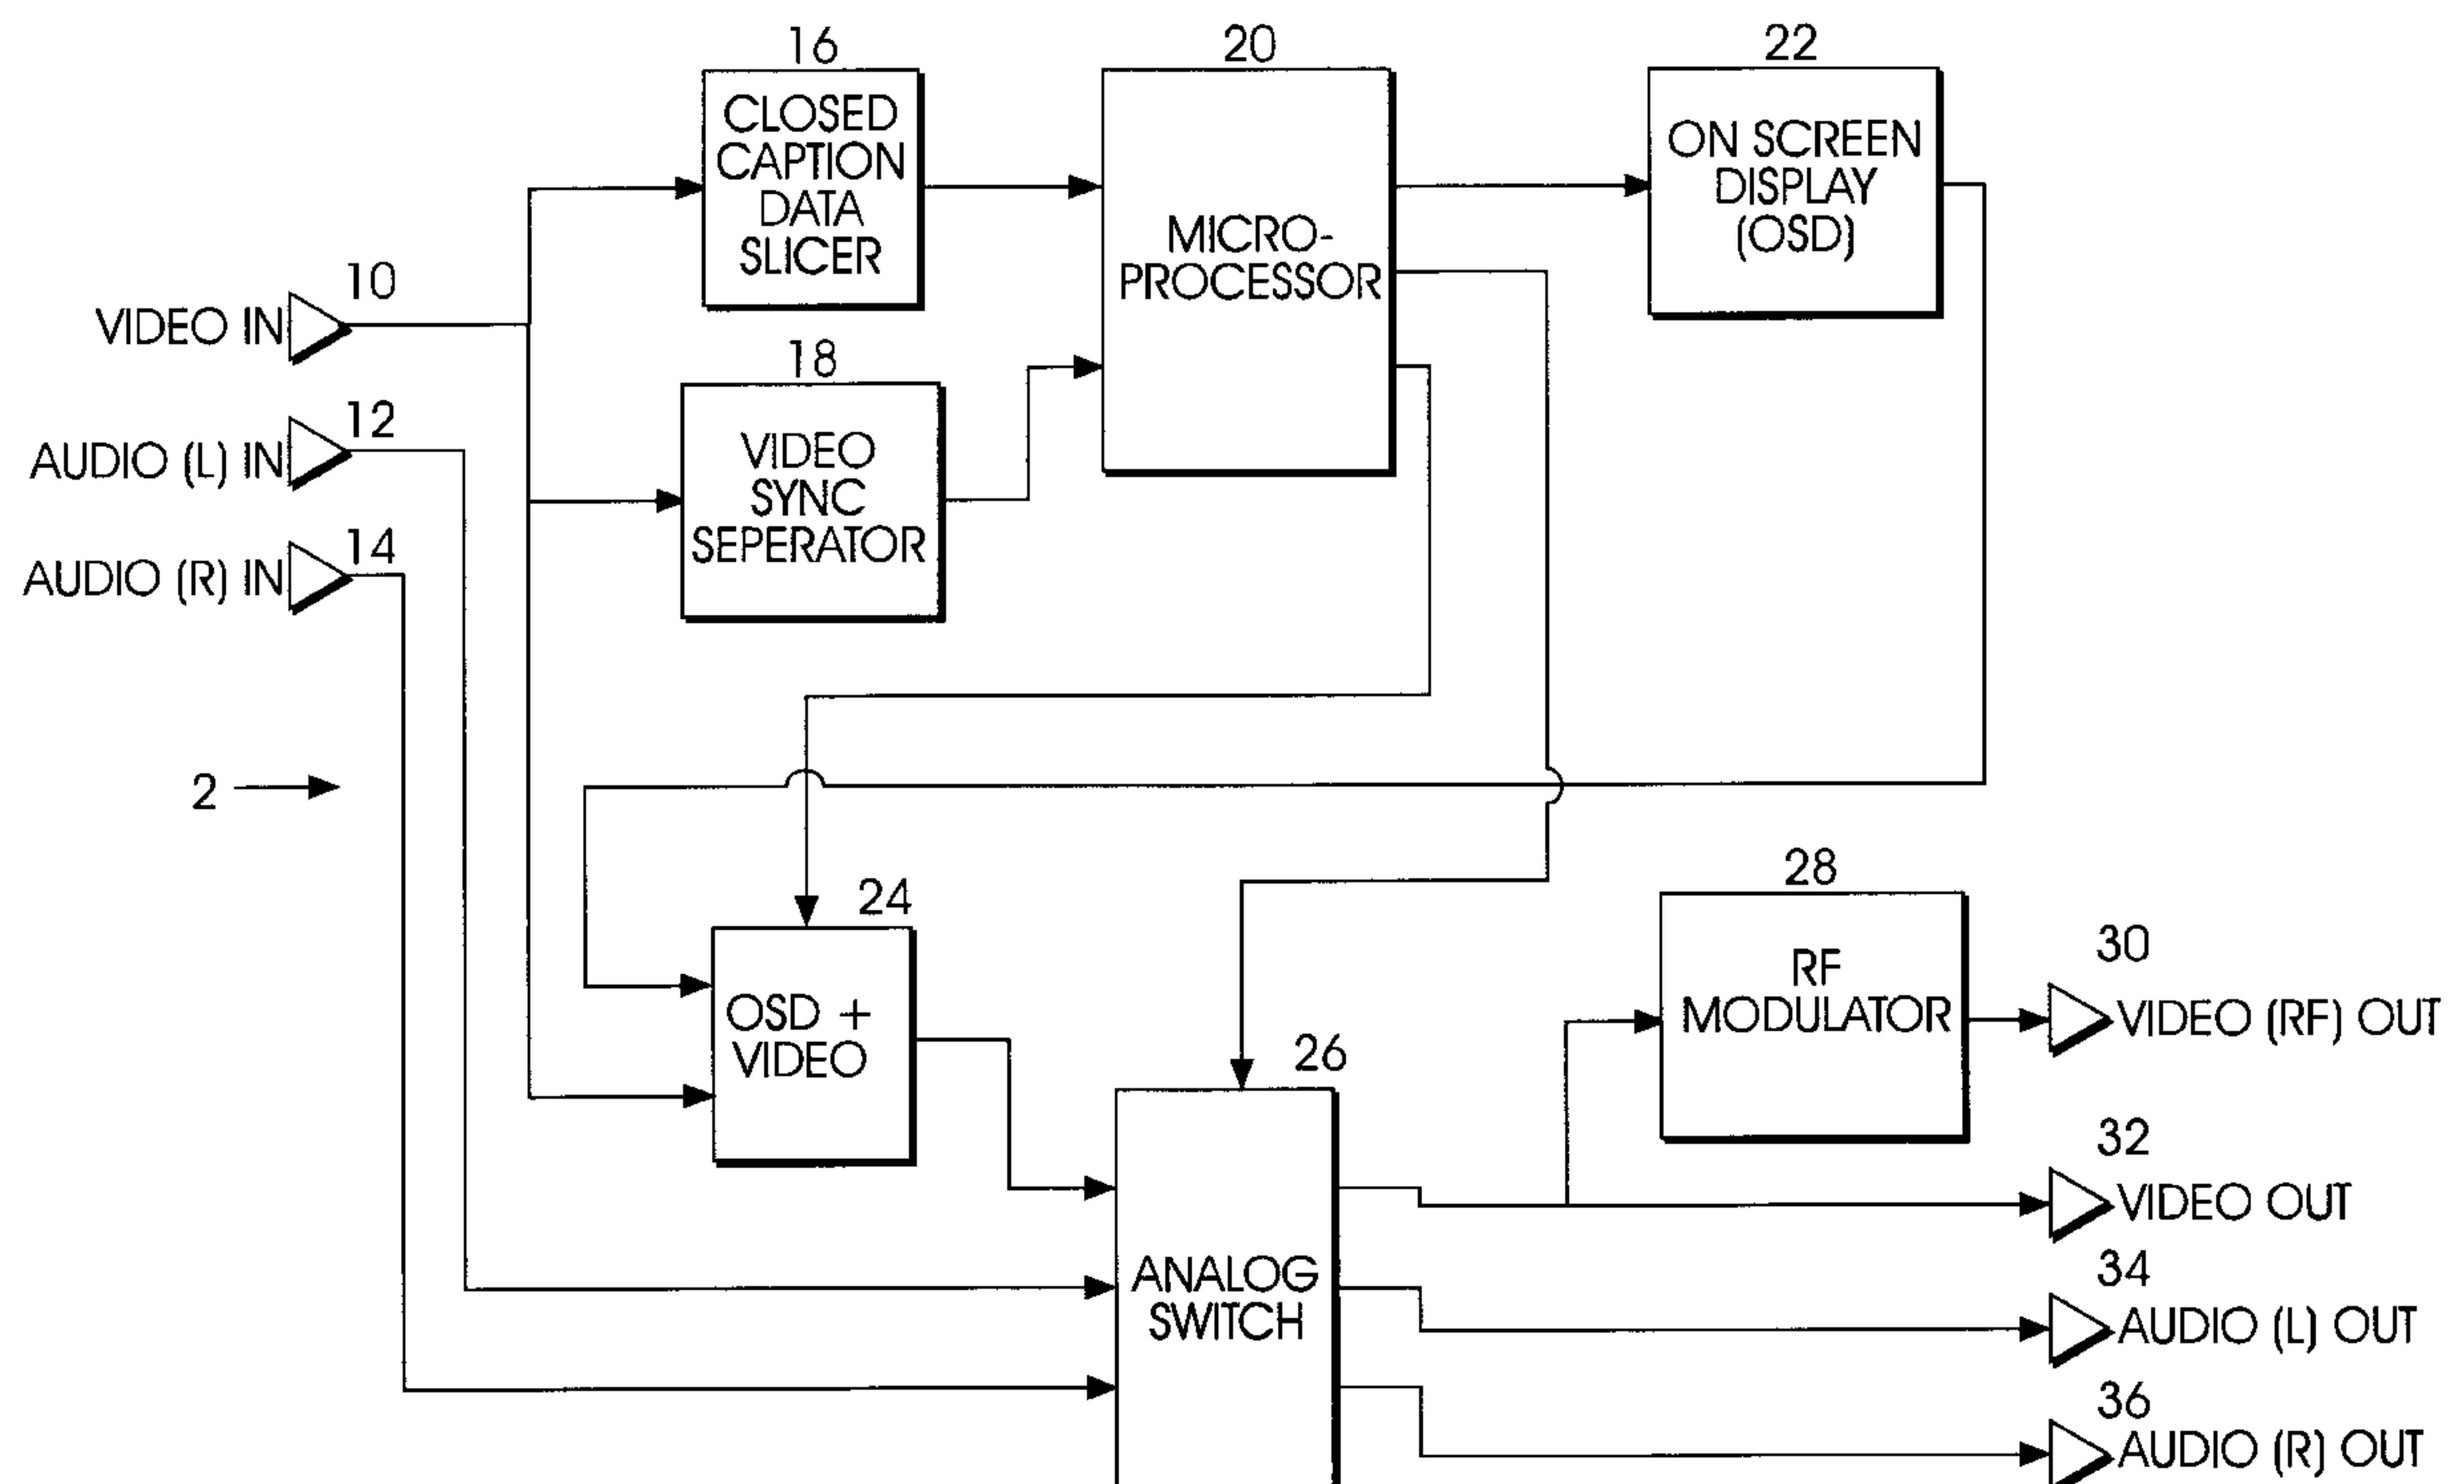 16
20
22
CLOSED
CAPTION
DATA
SLICER
MICRO-
PROCESSOR
ON SCREEN
DISPLAY
(OSD)
10
VIDEO IN
18
12
AUDIO (L) IN
VIDEO
SYNC
SEPERATOR
14
AUDIO (R) IN
2
24
28
OSD +
VIDEO
RF
MODULATOR
30
VIDEO (RF) OUT
26
32
VIDEO OUT
ANALOG
SWITCH
34
AUDIO (L) OUT
36
AUDIO (R) OUT